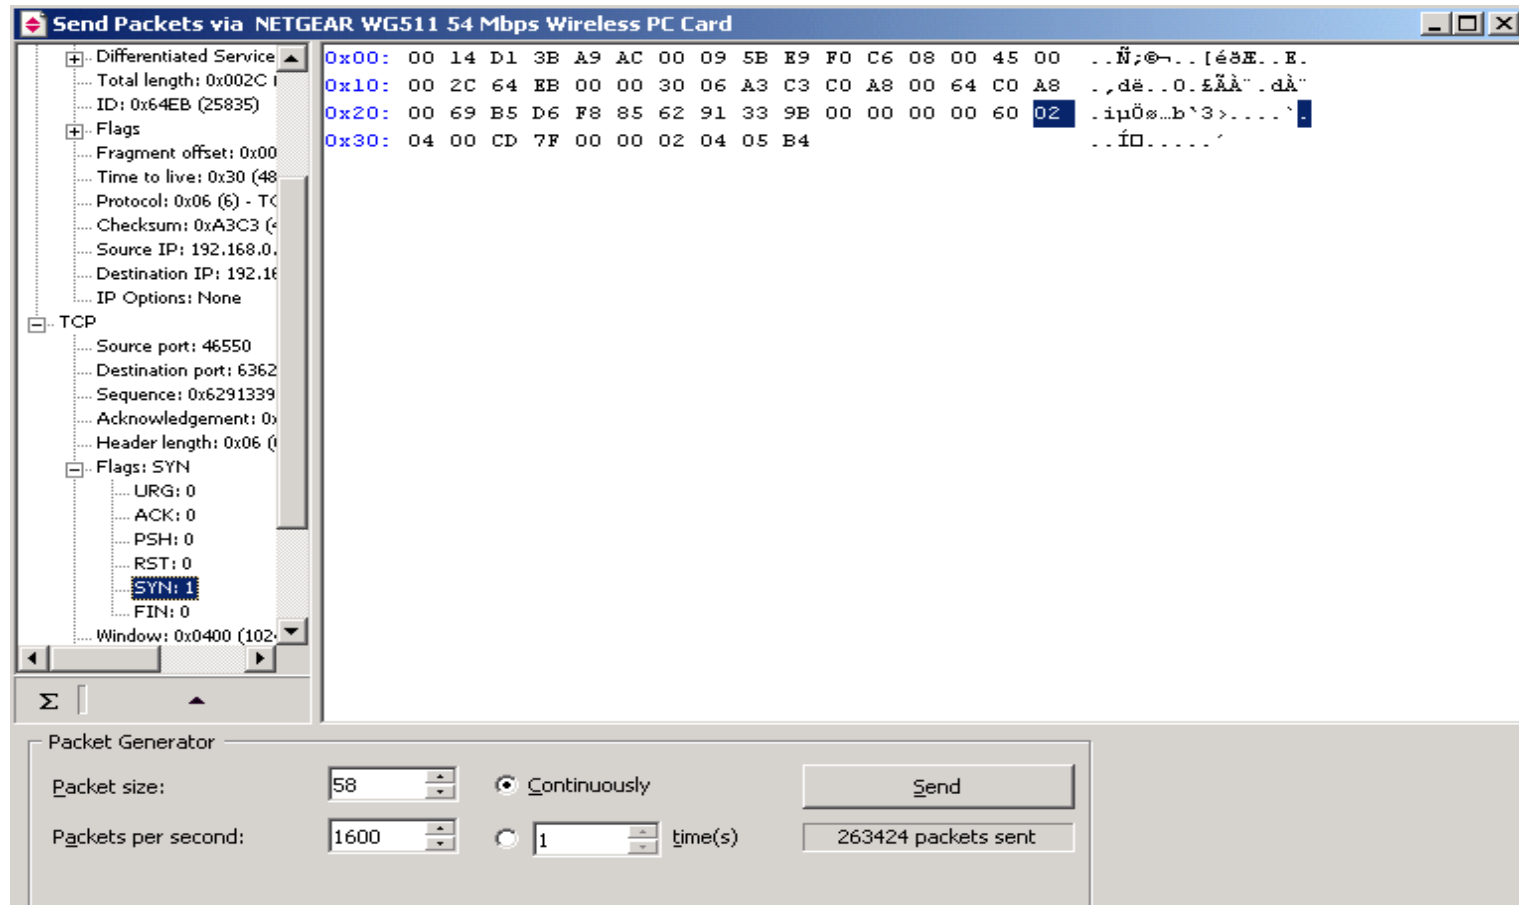 Send Packets via NETGEAR WG511 54 Mbps Wireless PC Card
Differentiated Service
Total length: 0x002C
ID: 0x64EB (25835)
Flags
Fragment offset: 0x00
Time to live: 0x30 (48
Protocol: 0x06 (6) - TC
Checksum: 0xA3C3 (4
Source IP: 192.168.0.
Destination IP: 192.16
IP Options: None
TCP
Source port: 46550
Destination port: 6362
Sequence: 0x6291339
Acknowledgement: 0x
Header length: 0x06 (
Flags: SYN
URG: 0
ACK: 0
PSH: 0
RST: 0
SYN: 1
FIN: 0
Window: 0x0400 (102
Σ
0x00: 00 14 D1 3B A9 AC 00 09 5B E9 F0 C6 08 00 45 00 ..Ñ;©¬..[éðÆ..E.
0x10: 00 2C 64 EB 00 00 30 06 A3 C3 C0 A8 00 64 C0 A8 .,dë..0.£ÃÀ¨.dÀ¨
0x20: 00 69 B5 D6 F8 85 62 91 33 9B 00 00 00 00 60 02 .iµÖø…b‘3›....`.
0x30: 04 00 CD 7F 00 00 02 04 05 B4 ..Í□.....´
Packet Generator
Packet size: 58 Continuously Send
Packets per second: 1600 1 time(s) 263424 packets sent